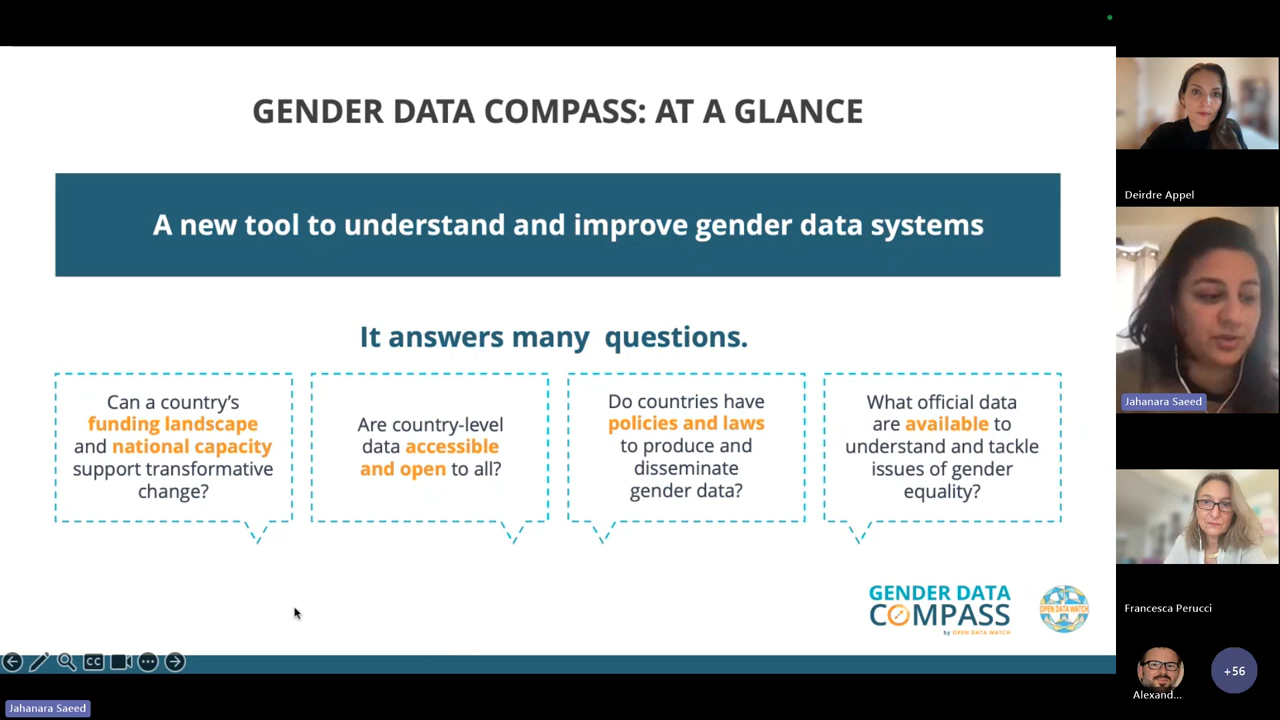 GENDER DATA COMPASS: AT A GLANCE
A new tool to understand and improve gender data systems
It answers many questions.
Can a country's
funding landscape
and national capacity
support transformative
change?
Are country-level
data accessible
and open to all?
Do countries have
policies and laws
to produce and
disseminate
gender data?
What official data
are available to
understand and tackle
issues of gender
equality?
GENDER DATA
COMPASS
by OPEN DATA WATCH
OPEN DATA WATCH
CC
Jahanara Saeed
Deirdre Appel
Jahanara Saeed
Francesca Perucci
Alexand...
+56